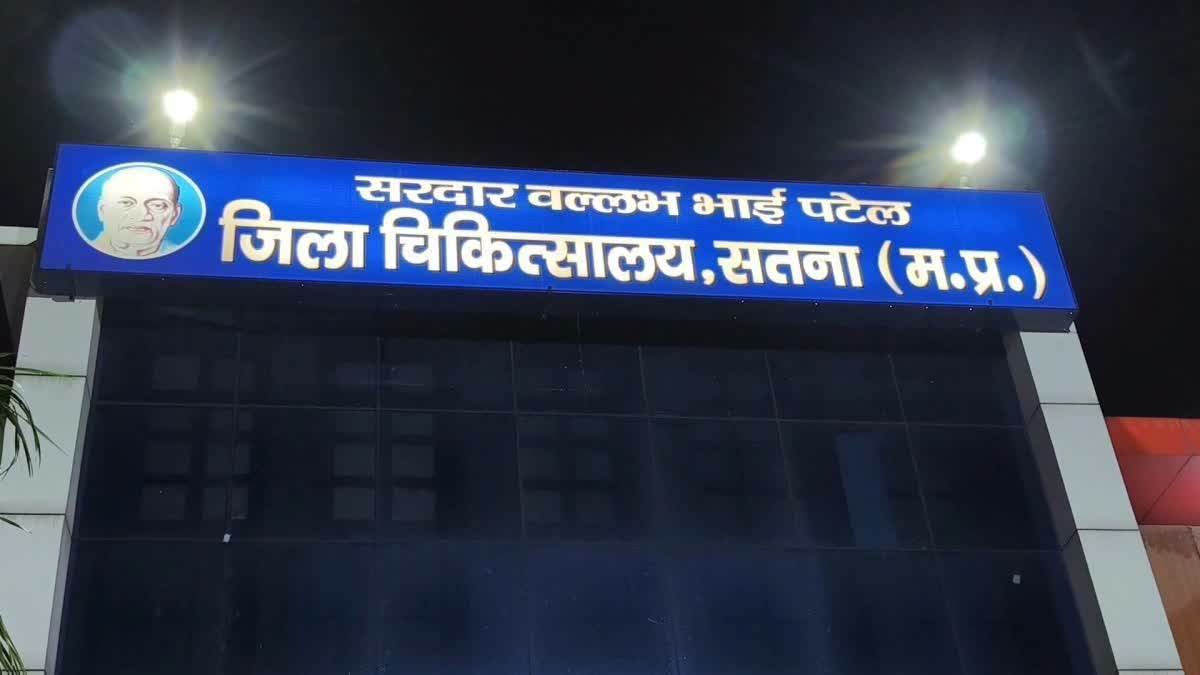 सरदार वल्लभ भाई पटेल
जिला चिकित्सालय,सतना (म.प्र.)